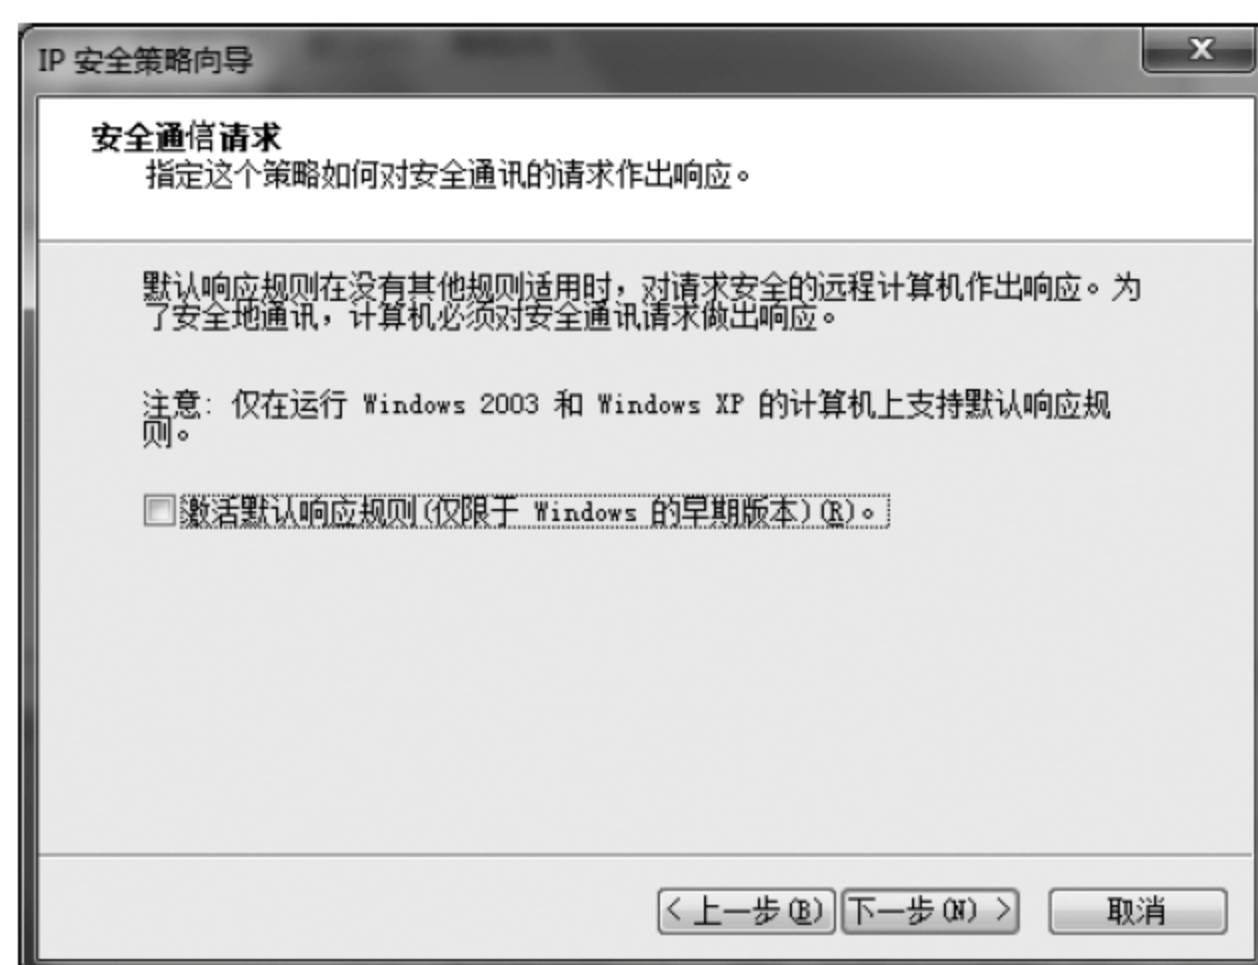 IP 安全策略向导
X
安全通信请求
指定这个策略如何对安全通讯的请求作出响应。
默认响应规则在没有其他规则适用时，对请求安全的远程计算机作出响应。为
了安全地通讯，计算机必须对安全通讯请求做出响应。
注意: 仅在运行 Windows 2003 和 Windows XP 的计算机上支持默认响应规
则。
激活默认响应规则(仅限于 Windows 的早期版本)(R)。
< 上一步(B)
下一步(N) >
取消